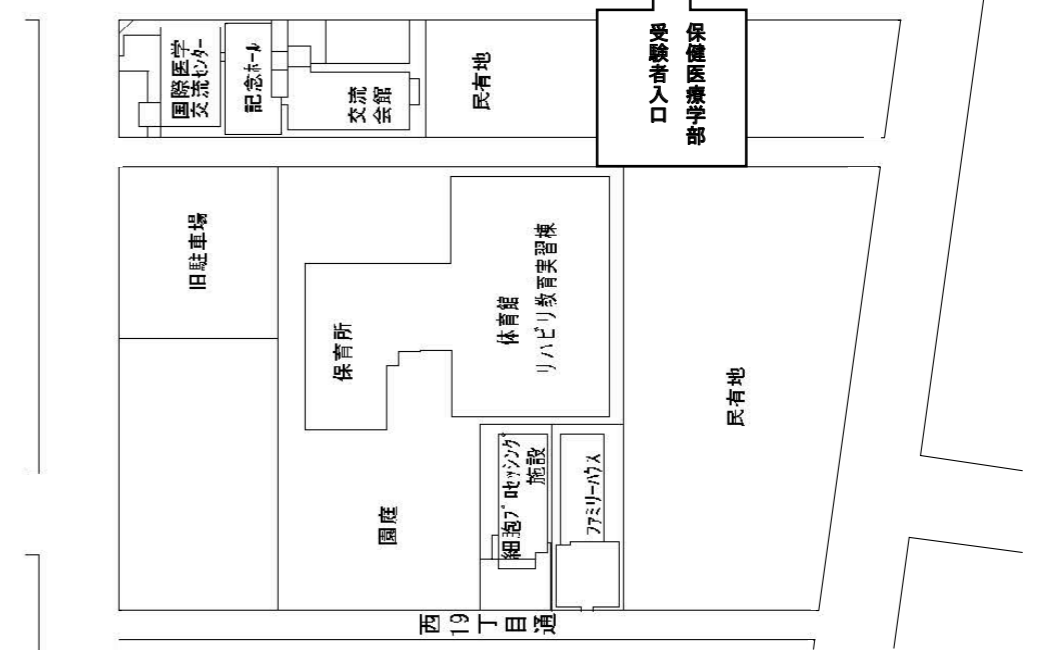 国際医学
交流センター
記念ホール
交流
会館
民有地
保健医療学部
受験者入口
旧駐車場
保育所
体育館
リハビリ教育実習棟
民有地
園庭
細胞プロセッシング
施設
ファミリーハウス
西19丁目通